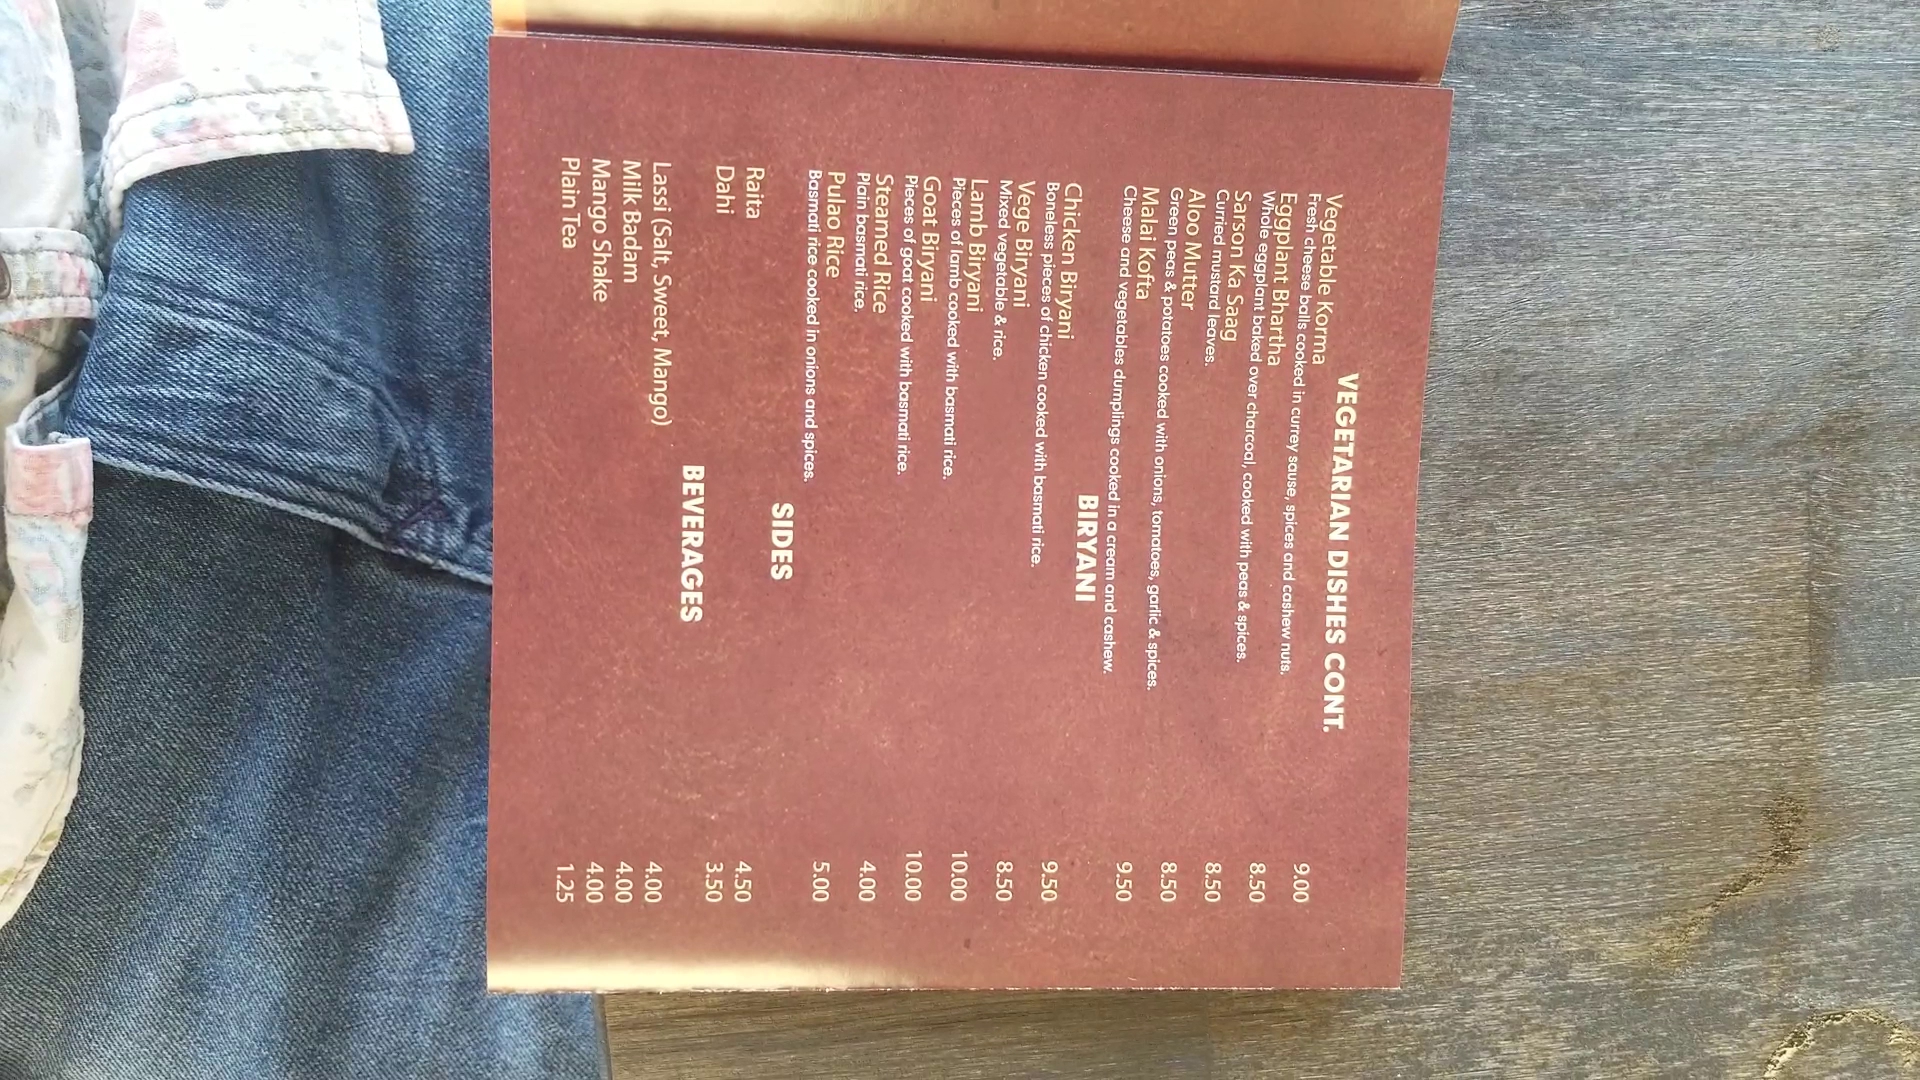 VEGETARIAN DISHES CONT.
Vegetable Korma 9.00
Fresh cheese balls cooked in currey sause, spices and cashew nuts.
Eggplant Bhartha 8.50
Whole eggplant baked over charcoal, cooked with peas & spices.
Sarson Ka Saag 8.50
Curried mustard leaves.
Aloo Mutter 8.50
Green peas & potatoes cooked with onions, tomatoes, garlic & spices.
Malai Kofta 9.50
Cheese and vegetables dumplings cooked in a cream and cashew.
BIRYANI
Chicken Biryani 9.50
Boneless pieces of chicken cooked with basmati rice.
Vege Biryani 8.50
Mixed vegetable & rice.
Lamb Biryani 10.00
Pieces of lamb cooked with basmati rice.
Goat Biryani 10.00
Pieces of goat cooked with basmati rice.
Steamed Rice 4.00
Plain basmati rice.
Pulao Rice 5.00
Basmati rice cooked in onions and spices.
SIDES
Raita 4.50
Dahi 3.50
BEVERAGES
Lassi (Salt, Sweet, Mango) 4.00
Milk Badam 4.00
Mango Shake 4.00
Plain Tea 1.25